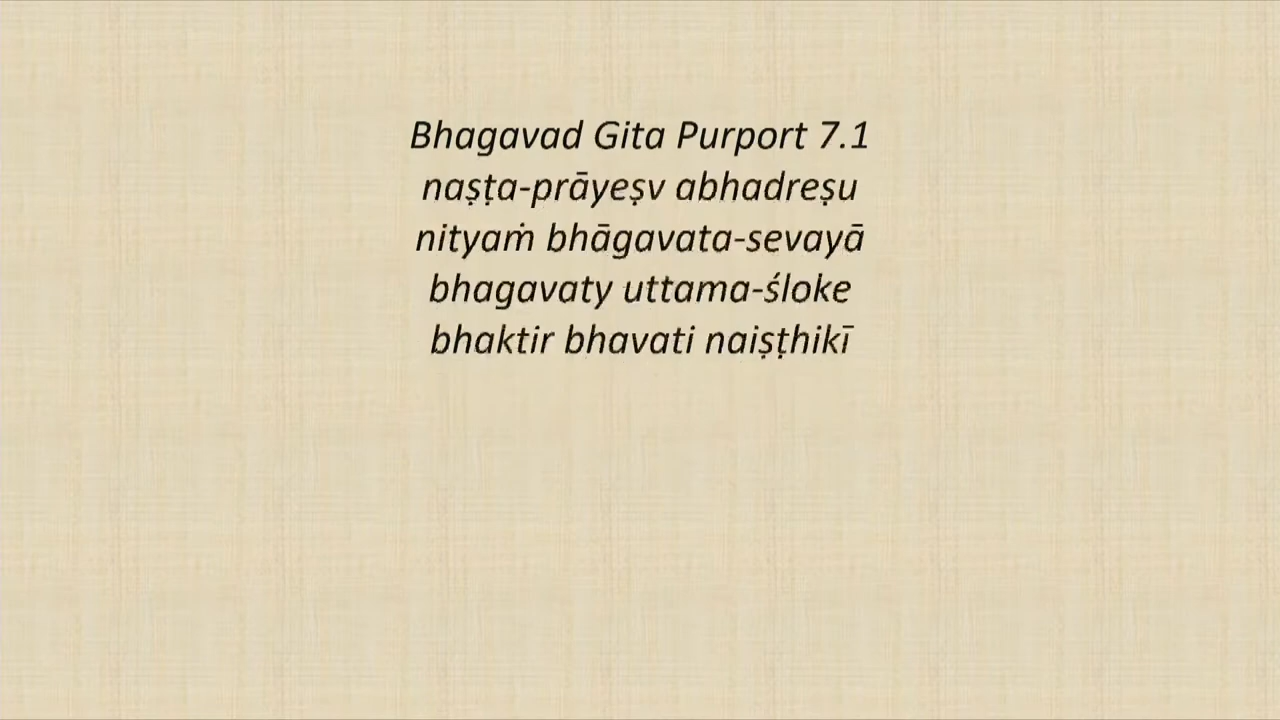 Bhagavad Gita Purport 7.1
naṣṭa-prāyeṣv abhadreṣu
nityaṁ bhāgavata-sevayā
bhagavaty uttama-śloke
bhaktir bhavati naiṣṭhikī